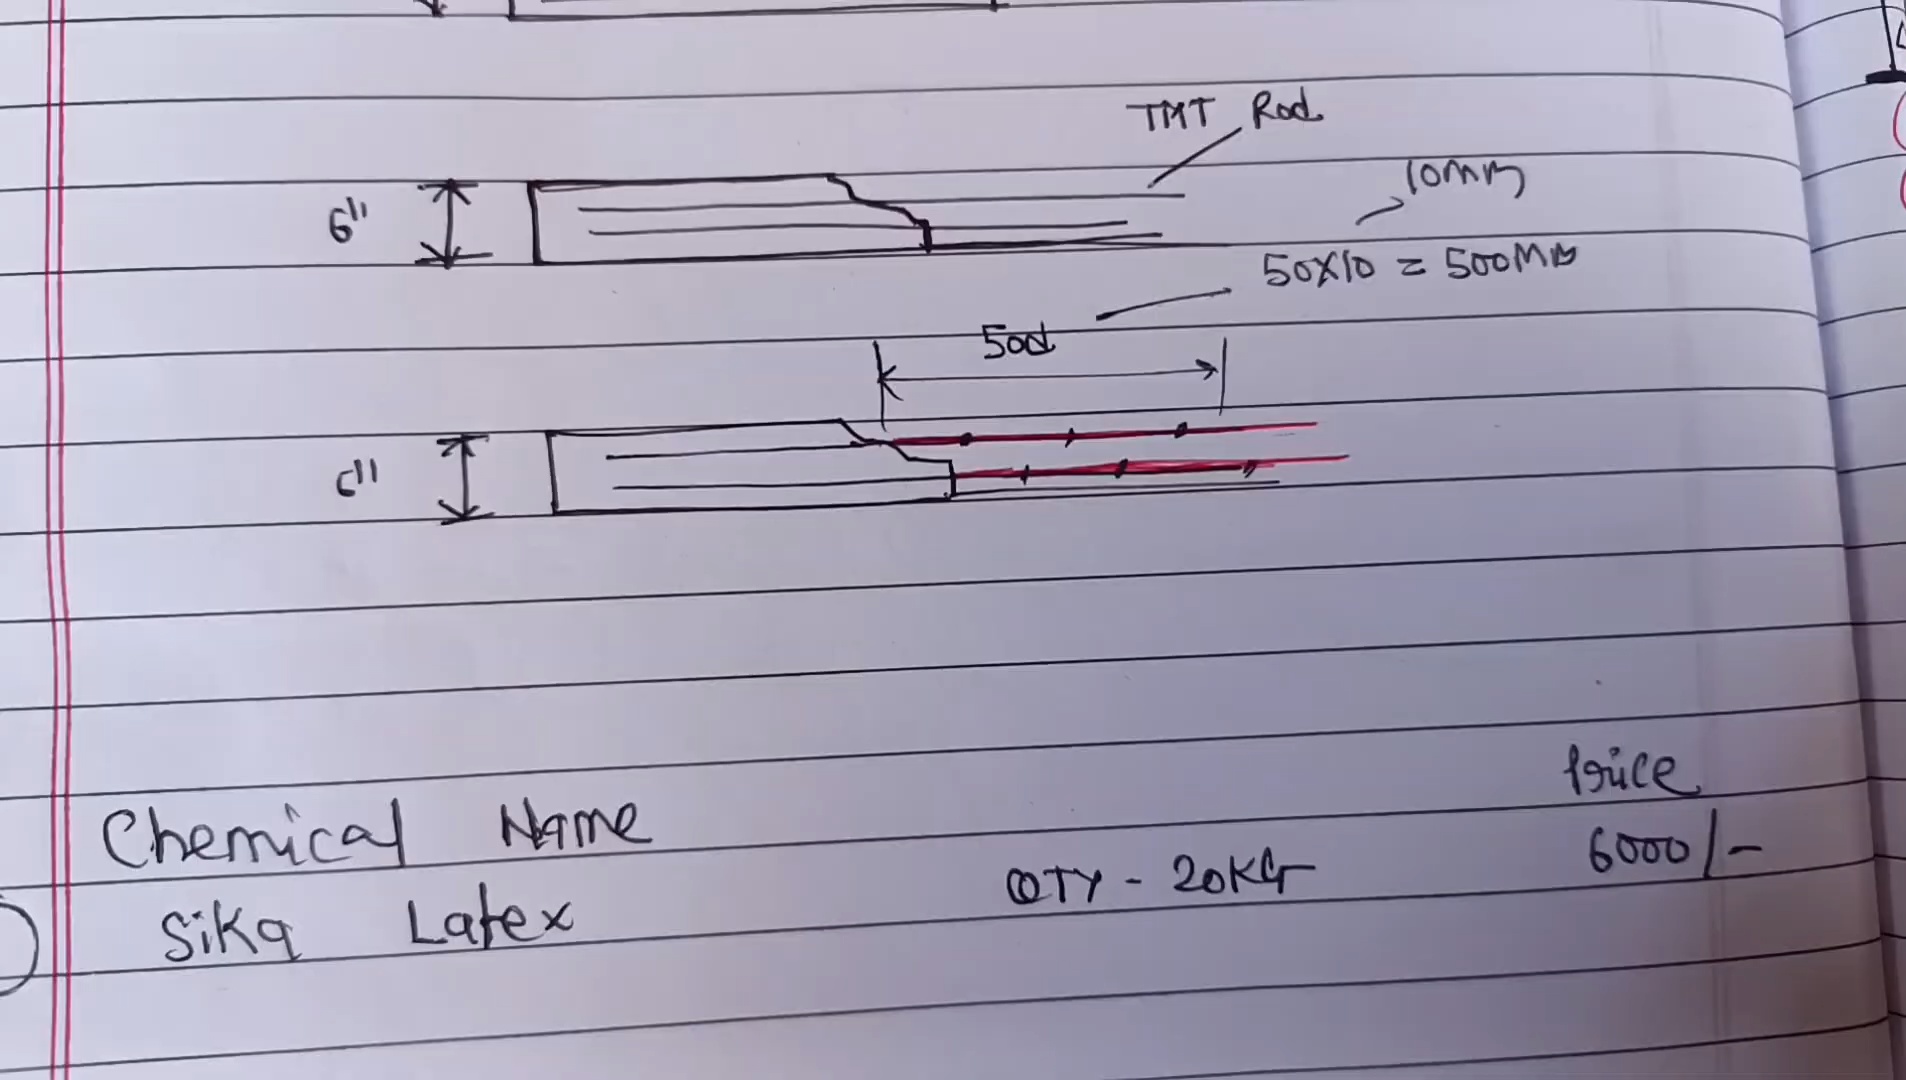 TMT Rod
6"
10MM
50X10 = 500MM
50d
6"
Price
Chemical Name
6000/-
QTY - 20KG
Sika Latex